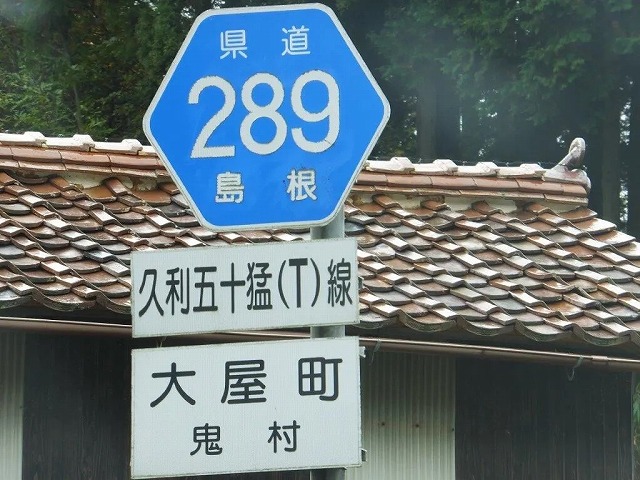 県道
289
島根
久利五十猛(T)線
大屋町
鬼村